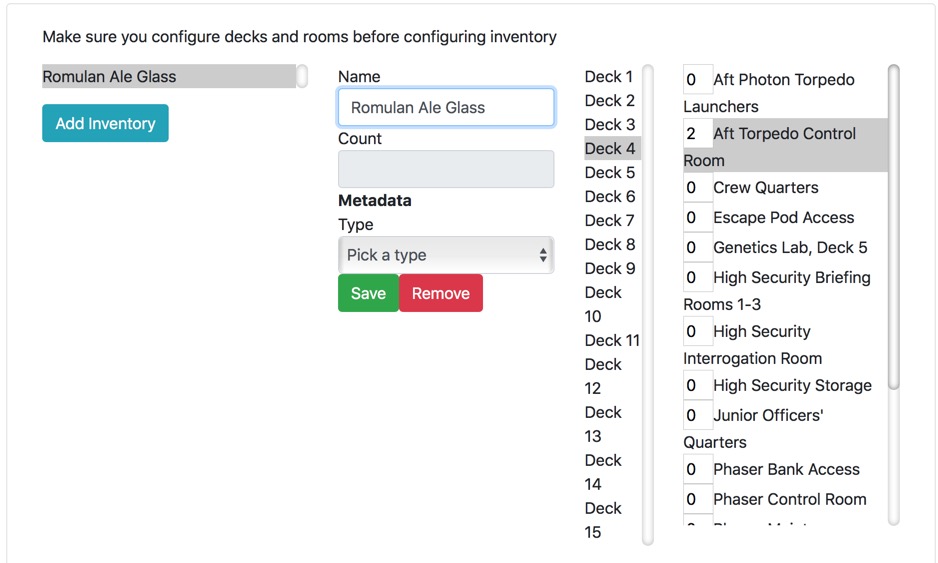 Make sure you configure decks and rooms before configuring inventory
Romulan Ale Glass
Add Inventory
Name
Romulan Ale Glass
Count
Metadata
Type
Pick a type
Save
Remove
Deck 1
Deck 2
Deck 3
Deck 4
Deck 5
Deck 6
Deck 7
Deck 8
Deck 9
Deck
10
Deck 11
Deck
12
Deck
13
Deck
14
Deck
15
0 Aft Photon Torpedo
Launchers
2 Aft Torpedo Control
Room
0 Crew Quarters
0 Escape Pod Access
0 Genetics Lab, Deck 5
0 High Security Briefing
Rooms 1-3
0 High Security
Interrogation Room
0 High Security Storage
0 Junior Officers'
Quarters
0 Phaser Bank Access
0 Phaser Control Room